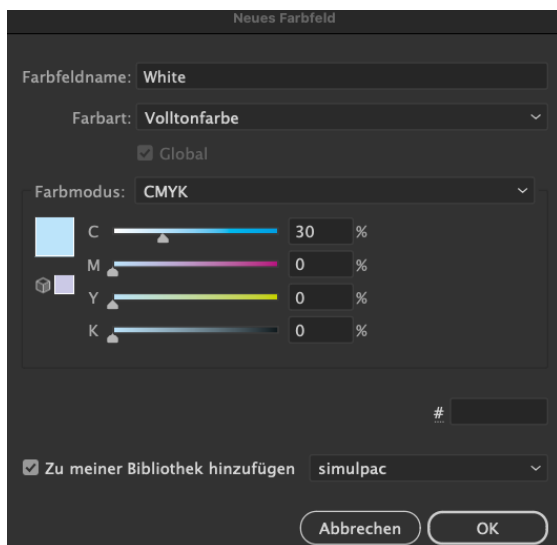 Neues Farbfeld
Farbfeldname: White
Farbart: Volltonfarbe
Global
Farbmodus: CMYK
C 30 %
M 0 %
Y 0 %
K 0 %
#
Zu meiner Bibliothek hinzufügen simulpac
Abbrechen OK